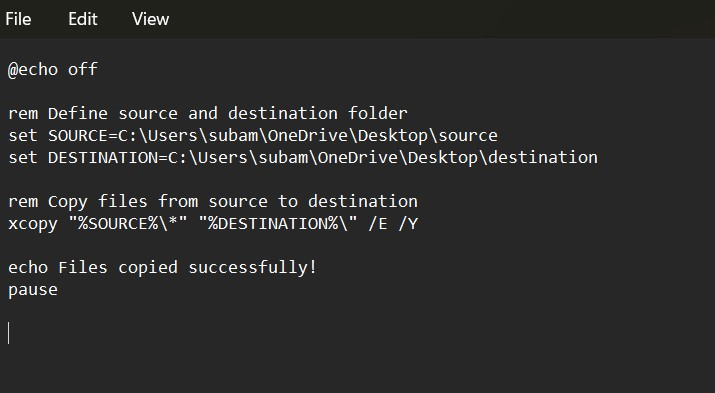 File Edit View
@echo off
rem Define source and destination folder
set SOURCE=C:\Users\subam\OneDrive\Desktop\source
set DESTINATION=C:\Users\subam\OneDrive\Desktop\destination
rem Copy files from source to destination
xcopy "%SOURCE%\*" "%DESTINATION%\" /E /Y
echo Files copied successfully!
pause